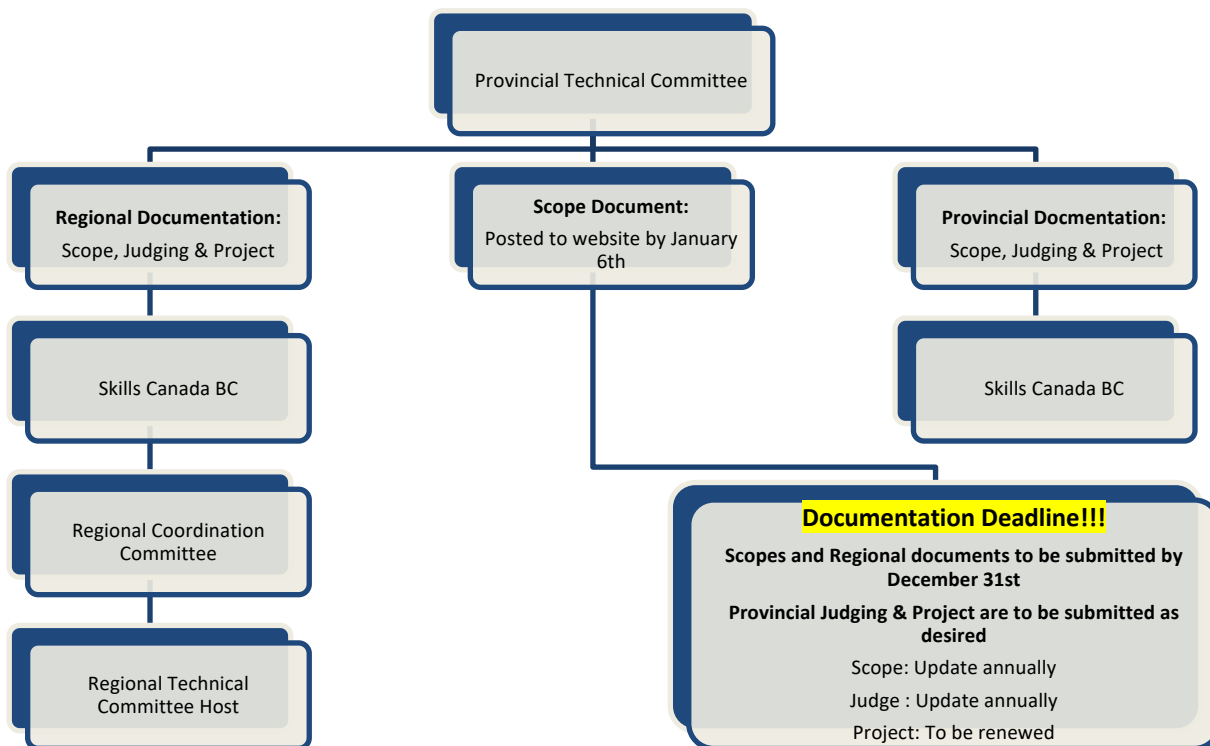 Provincial Technical Committee
Regional Documentation:
Scope, Judging & Project
Scope Document:
Posted to website by January
6th
Provincial Docmentation:
Scope, Judging & Project
Skills Canada BC
Skills Canada BC
Regional Coordination
Committee
Regional Technical
Committee Host
Documentation Deadline!!!
Scopes and Regional documents to be submitted by
December 31st
Provincial Judging & Project are to be submitted as
desired
Scope: Update annually
Judge : Update annually
Project: To be renewed